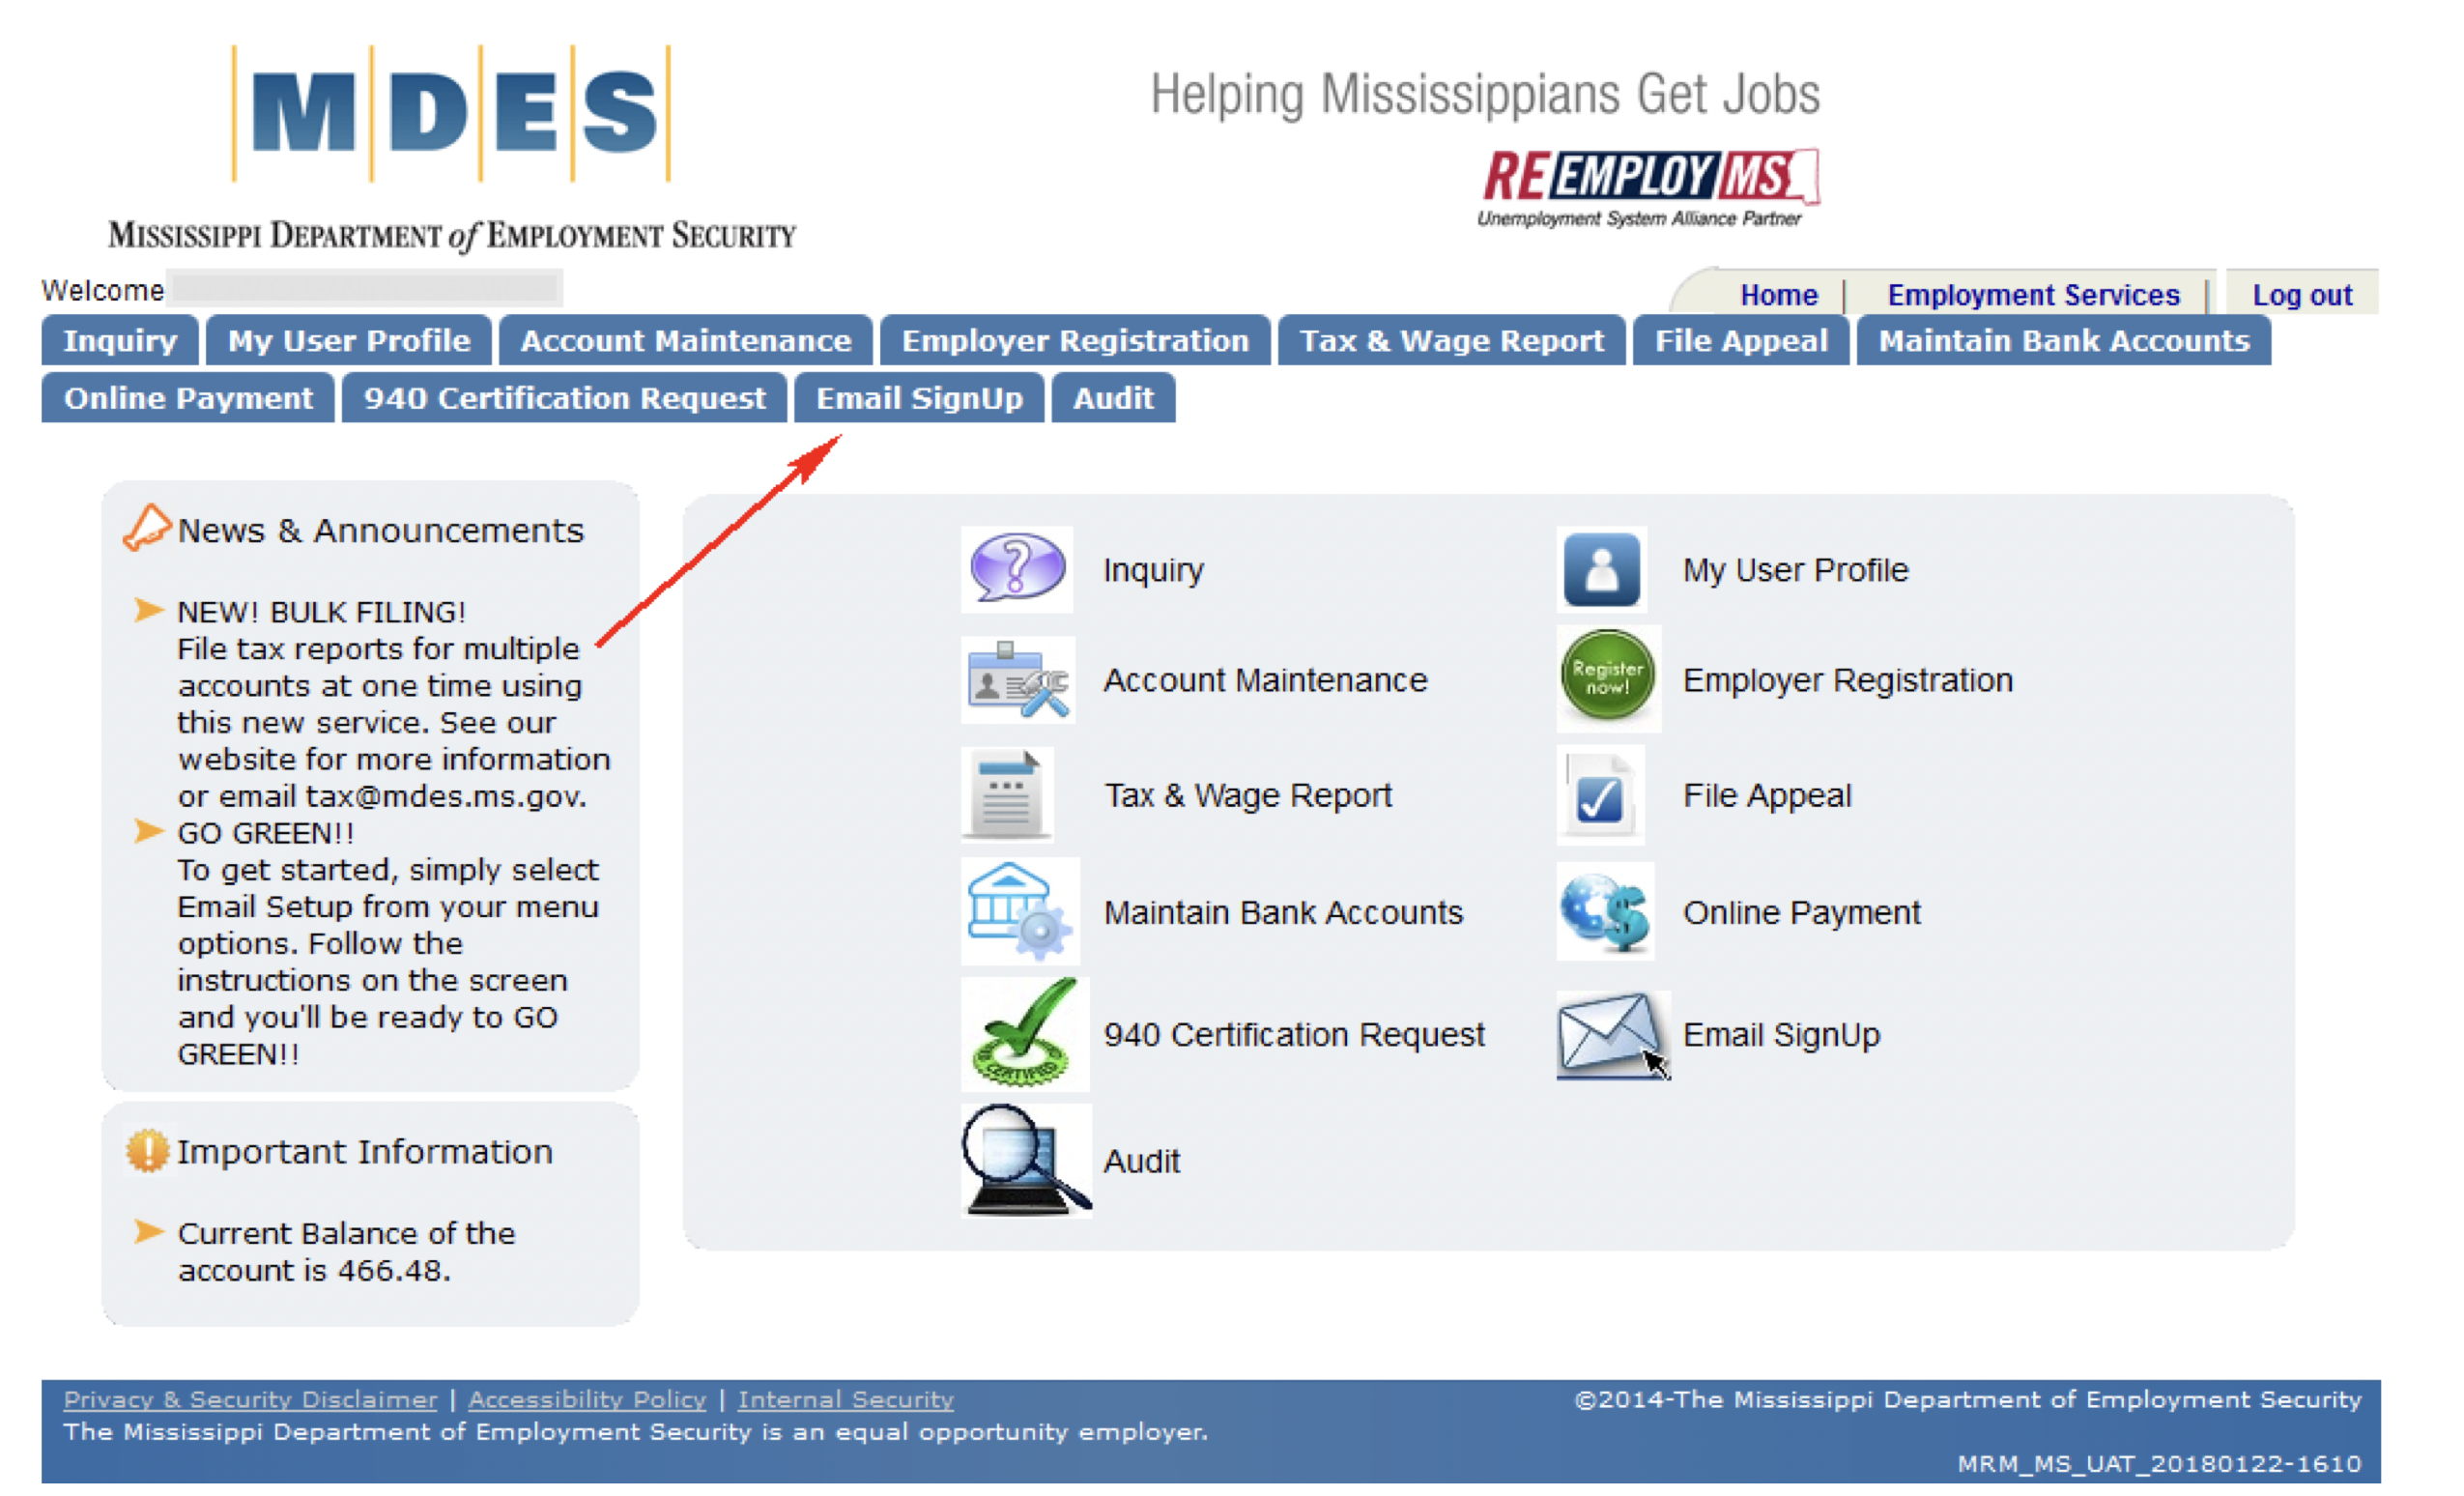 MDES
MISSISSIPPI DEPARTMENT of EMPLOYMENT SECURITY
Helping Mississippians Get Jobs
REEMPLOYMS
Unemployment System Alliance Partner
Welcome
Home | Employment Services | Log out
Inquiry My User Profile Account Maintenance Employer Registration Tax & Wage Report File Appeal Maintain Bank Accounts
Online Payment 940 Certification Request Email SignUp Audit
News & Announcements
NEW! BULK FILING!
File tax reports for multiple
accounts at one time using
this new service. See our
website for more information
or email tax@mdes.ms.gov.
GO GREEN!!
To get started, simply select
Email Setup from your menu
options. Follow the
instructions on the screen
and you'll be ready to GO
GREEN!!
Important Information
Current Balance of the
account is 466.48.
Inquiry
My User Profile
Account Maintenance
Register
now!
Employer Registration
Tax & Wage Report
File Appeal
Maintain Bank Accounts
Online Payment
CERTIFIED
940 Certification Request
Email SignUp
Audit
Privacy & Security Disclaimer | Accessibility Policy | Internal Security
The Mississippi Department of Employment Security is an equal opportunity employer.
©2014-The Mississippi Department of Employment Security
MRM_MS_UAT_20180122-1610